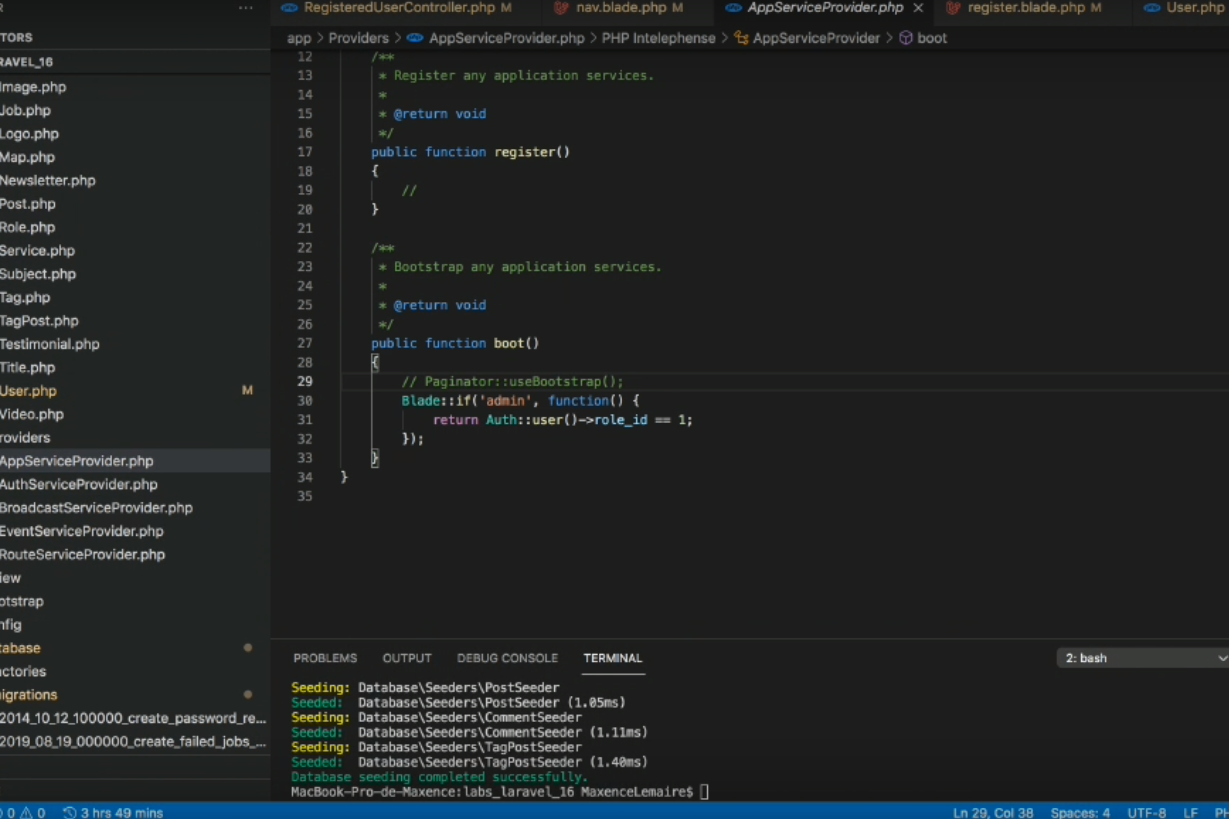 RegisteredUserController.php M
nav.blade.php M
AppServiceProvider.php ×
register.blade.php M
User.php
TORS
app > Providers > AppServiceProvider.php > PHP Intelephense > AppServiceProvider > boot
RAVEL_16
Image.php
Job.php
Logo.php
Map.php
Newsletter.php
Post.php
Role.php
Service.php
Subject.php
Tag.php
TagPost.php
Testimonial.php
Title.php
User.php M
Video.php
roviders
AppServiceProvider.php
AuthServiceProvider.php
BroadcastServiceProvider.php
EventServiceProvider.php
RouteServiceProvider.php
iew
otstrap
nfig
tabase
actories
igrations
2014_10_12_100000_create_password_re...
2019_08_19_000000_create_failed_jobs_...
12 /**
13 * Register any application services.
14 *
15 * @return void
16 */
17 public function register()
18 {
19 //
20 }
21
22 /**
23 * Bootstrap any application services.
24 *
25 * @return void
26 */
27 public function boot()
28 {
29 // Paginator::useBootstrap();
30 Blade::if('admin', function() {
31 return Auth::user()->role_id == 1;
32 });
33 }
34 }
35
PROBLEMS OUTPUT DEBUG CONSOLE TERMINAL
2: bash
Seeding: Database\Seeders\PostSeeder
Seeded: Database\Seeders\PostSeeder (1.05ms)
Seeding: Database\Seeders\CommentSeeder
Seeded: Database\Seeders\CommentSeeder (1.11ms)
Seeding: Database\Seeders\TagPostSeeder
Seeded: Database\Seeders\TagPostSeeder (1.40ms)
Database seeding completed successfully.
MacBook-Pro-de-Maxence:labs_laravel_16 MaxenceLemaire$
0 0 3 hrs 49 mins
Ln 29, Col 38 Spaces: 4 UTF-8 LF PH